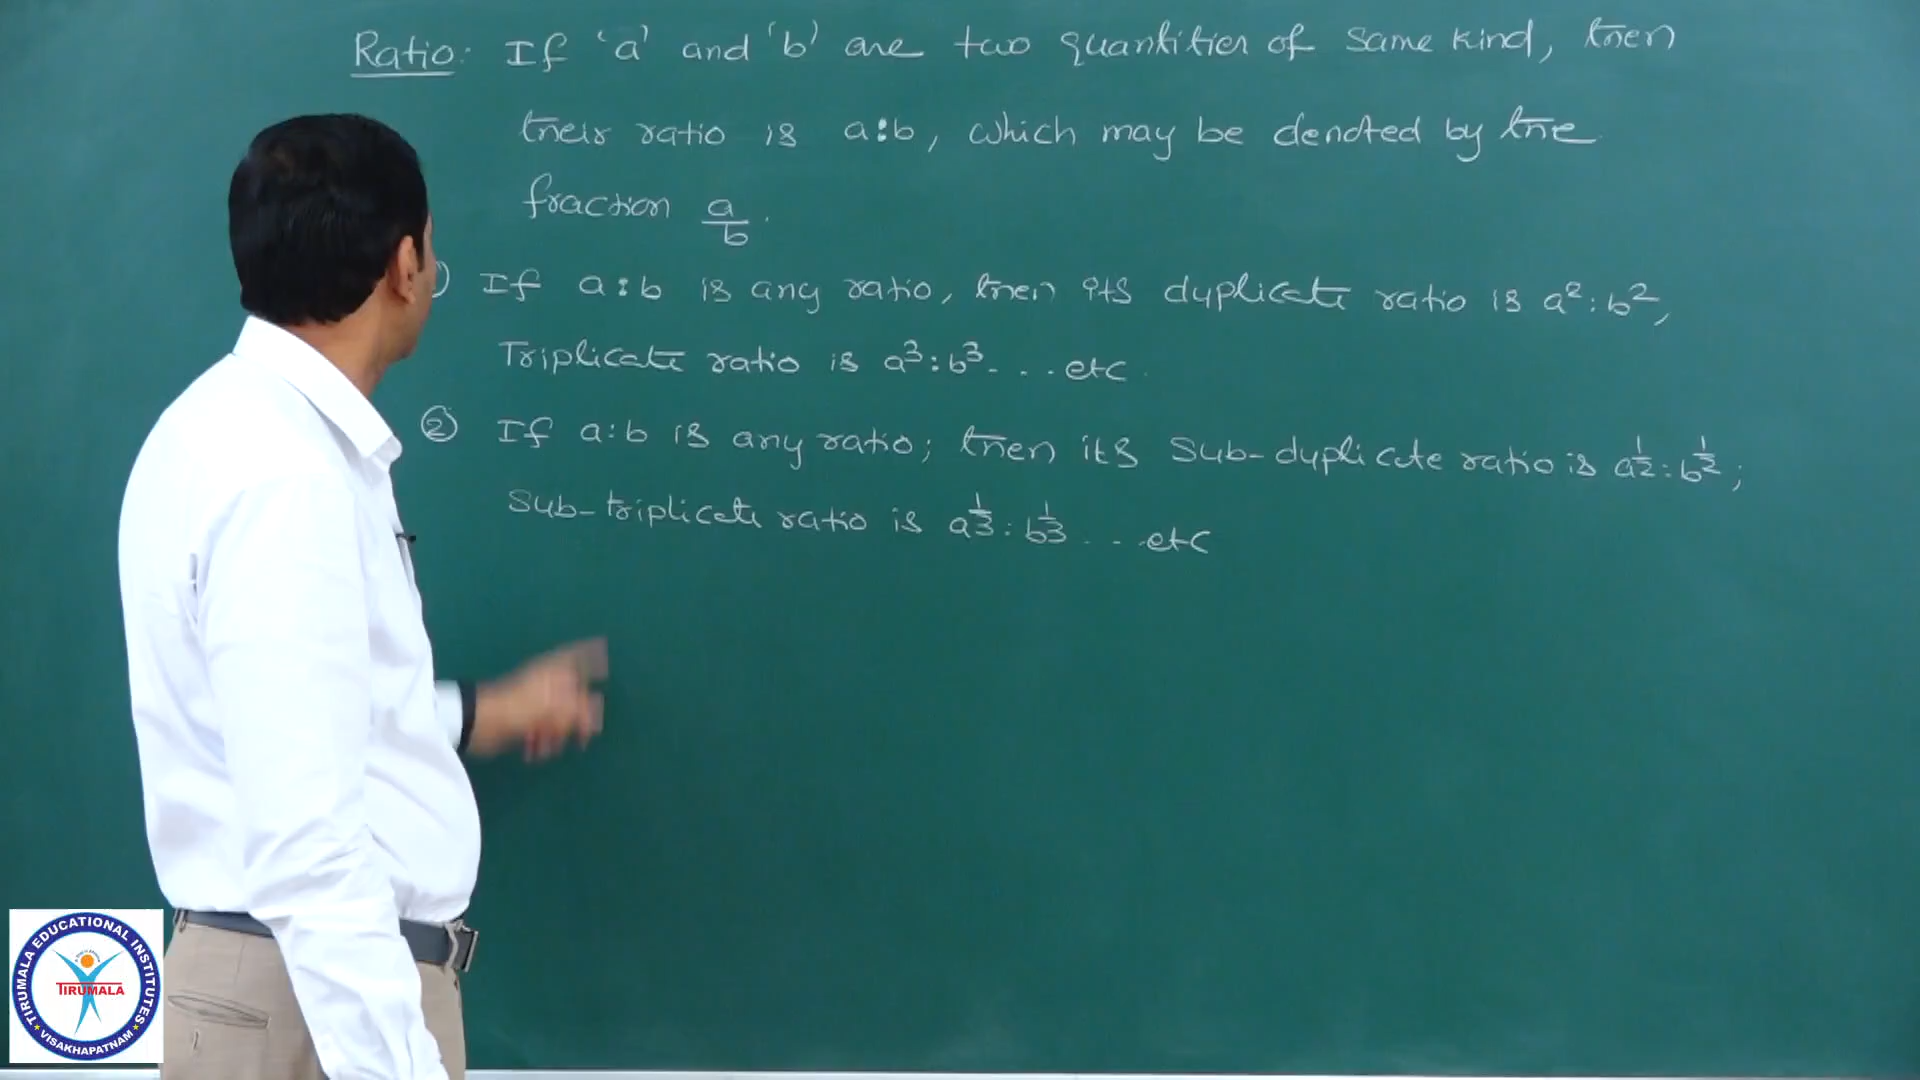 Ratio: If 'a' and 'b' are two quantities of same kind, then
their ratio is a:b, which may be denoted by the
fraction a/b.
) If a:b is any ratio, then its duplicate ratio is a²:b²,
Triplicate ratio is a³:b³ - . . . etc.
② If a:b is any ratio; then its Sub-duplicate ratio is a^1/2 : b^1/2 ;
Sub-triplicate ratio is a^1/3 : b^1/3 . . . etc
TIRUMALA EDUCATIONAL INSTITUTES
TIRUMALA
★ VISAKHAPATNAM ★